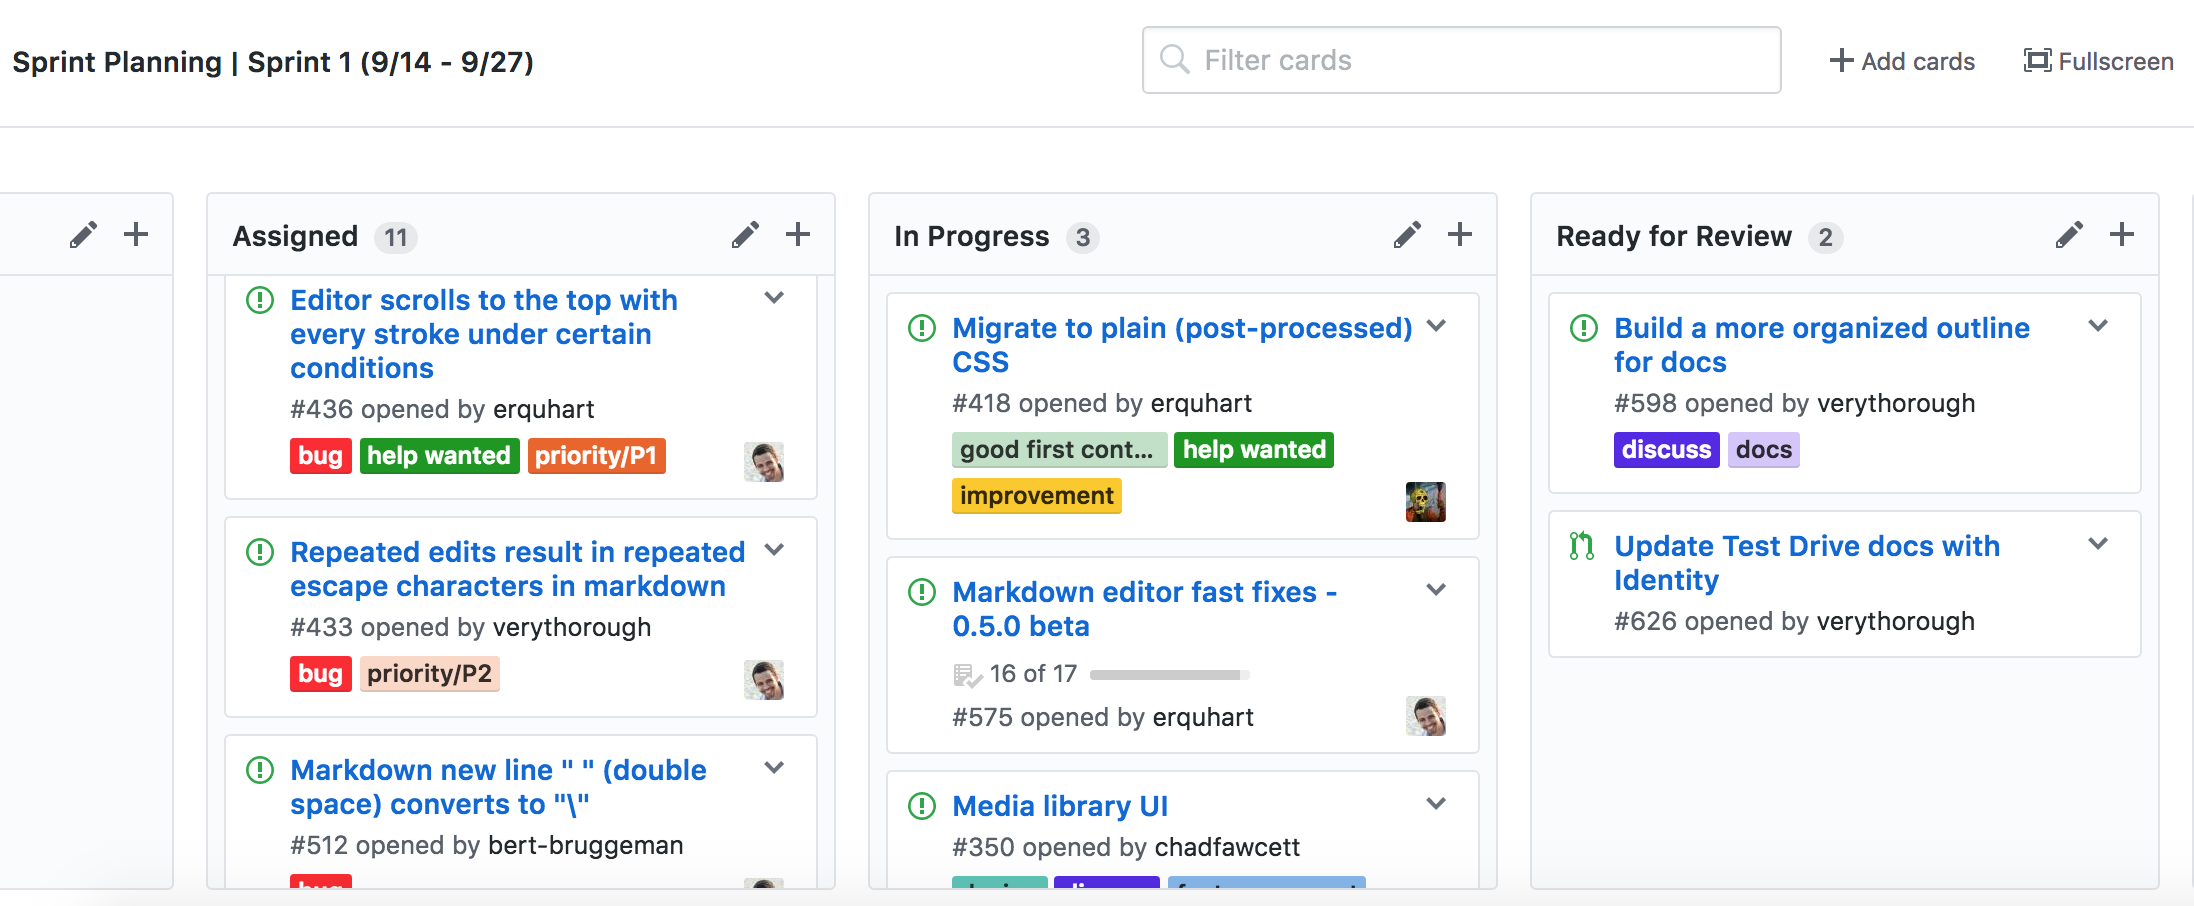 Sprint Planning | Sprint 1 (9/14 - 9/27)
Filter cards
Add cards
Fullscreen
Assigned 11
Editor scrolls to the top with
every stroke under certain
conditions
#436 opened by erquhart
bug help wanted priority/P1
Repeated edits result in repeated
escape characters in markdown
#433 opened by verythorough
bug priority/P2
Markdown new line " " (double
space) converts to "\"
#512 opened by bert-bruggeman
bug
In Progress 3
Migrate to plain (post-processed)
CSS
#418 opened by erquhart
good first cont... help wanted
improvement
Markdown editor fast fixes -
0.5.0 beta
16 of 17
#575 opened by erquhart
Media library UI
#350 opened by chadfawcett
Ready for Review 2
Build a more organized outline
for docs
#598 opened by verythorough
discuss docs
Update Test Drive docs with
Identity
#626 opened by verythorough